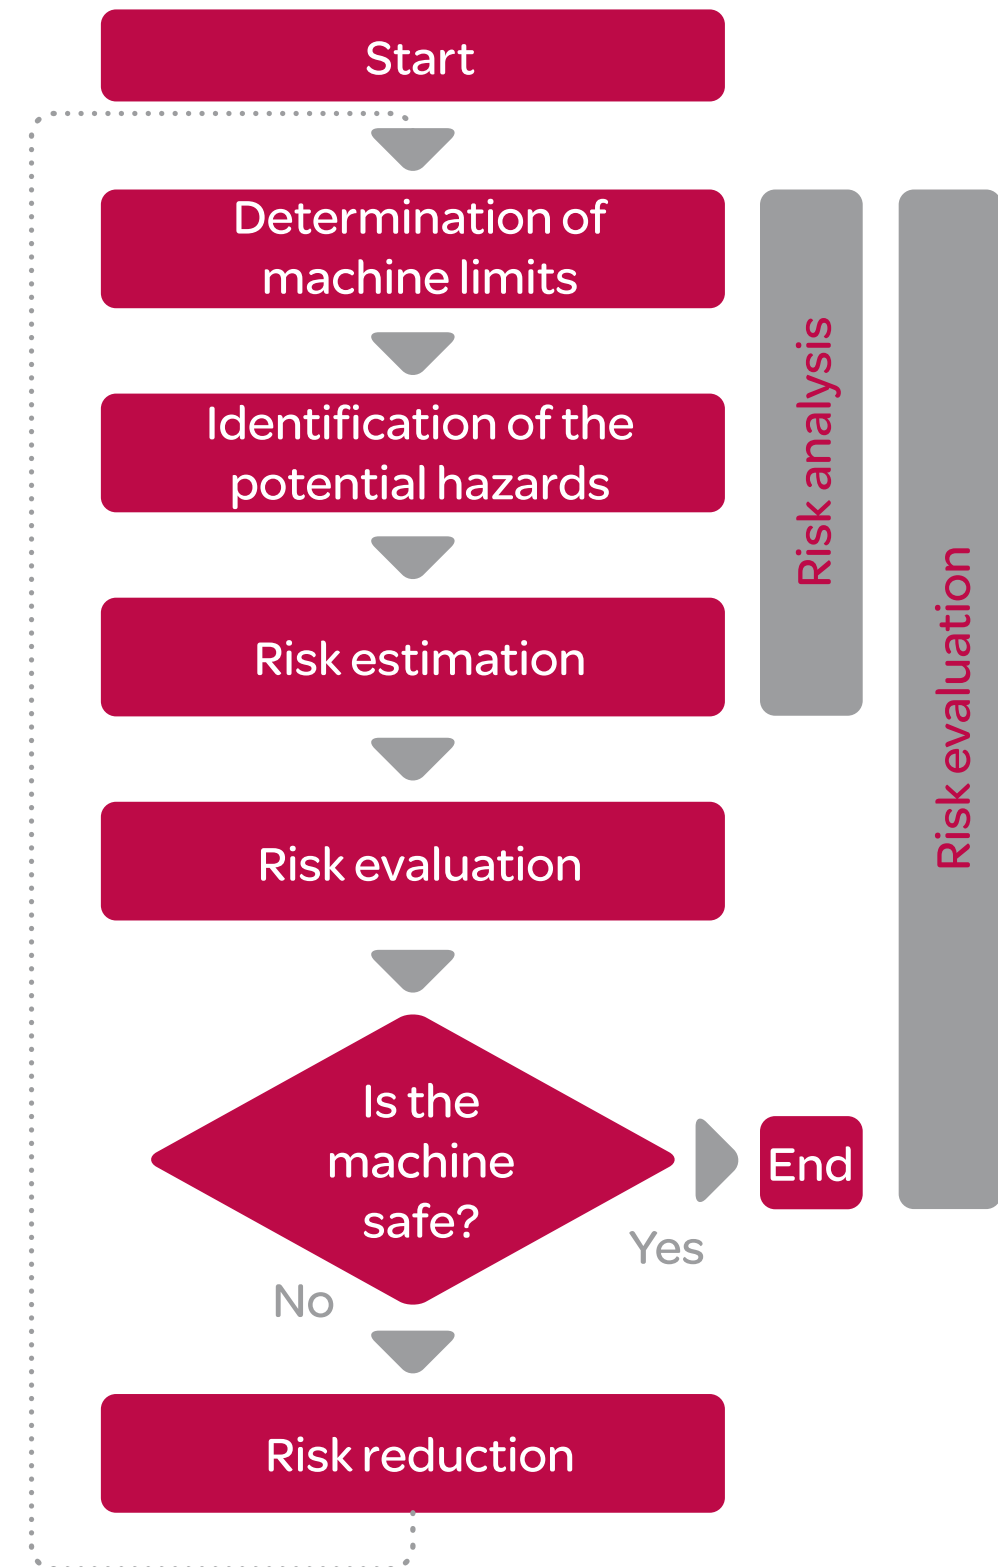 Start
Determination of
machine limits
Identification of the
potential hazards
Risk estimation
Risk evaluation
Is the
machine
safe?
End
Yes
No
Risk reduction
Risk analysis
Risk evaluation